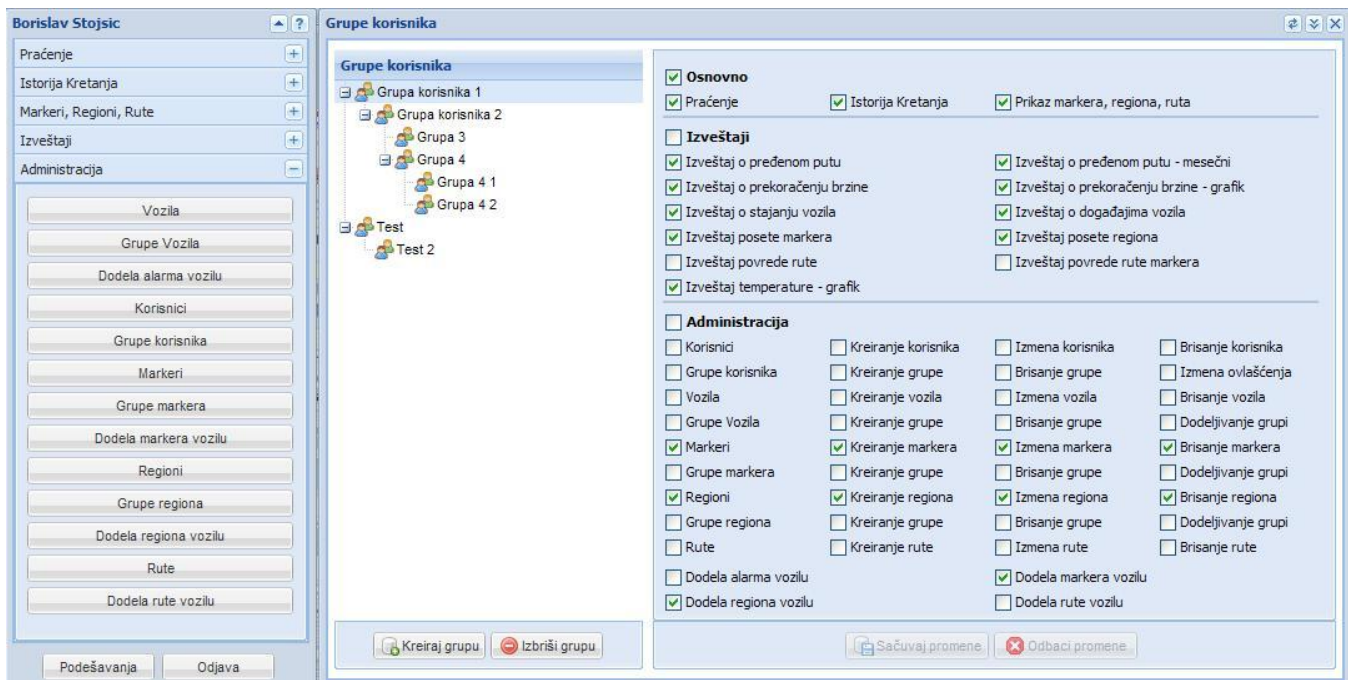 Borislav Stojsic
Praćenje
Istorija Kretanja
Markeri, Regioni, Rute
Izveštaji
Administracija
Vozila
Grupe Vozila
Dodela alarma vozilu
Korisnici
Grupe korisnika
Markeri
Grupe markera
Dodela markera vozilu
Regioni
Grupe regiona
Dodela regiona vozilu
Rute
Dodela rute vozilu
Podešavanja Odjava
Grupe korisnika
Grupe korisnika
Grupa korisnika 1
Grupa korisnika 2
Grupa 3
Grupa 4
Grupa 4 1
Grupa 4 2
Test
Test 2
Kreiraj grupu Izbriši grupu
Osnovno
Praćenje Istorija Kretanja Prikaz markera, regiona, ruta
Izveštaji
Izveštaj o pređenom putu Izveštaj o pređenom putu - mesečni
Izveštaj o prekoračenju brzine Izveštaj o prekoračenju brzine - grafik
Izveštaj o stajanju vozila Izveštaj o događajima vozila
Izveštaj posete markera Izveštaj posete regiona
Izveštaj povrede rute Izveštaj povrede rute markera
Izveštaj temperature - grafik
Administracija
Korisnici Kreiranje korisnika Izmena korisnika Brisanje korisnika
Grupe korisnika Kreiranje grupe Brisanje grupe Izmena ovlašćenja
Vozila Kreiranje vozila Izmena vozila Brisanje vozila
Grupe Vozila Kreiranje grupe Brisanje grupe Dodeljivanje grupi
Markeri Kreiranje markera Izmena markera Brisanje markera
Grupe markera Kreiranje grupe Brisanje grupe Dodeljivanje grupi
Regioni Kreiranje regiona Izmena regiona Brisanje regiona
Grupe regiona Kreiranje grupe Brisanje grupe Dodeljivanje grupi
Rute Kreiranje rute Izmena rute Brisanje rute
Dodela alarma vozilu Dodela markera vozilu
Dodela regiona vozilu Dodela rute vozilu
Sačuvaj promene Odbaci promene